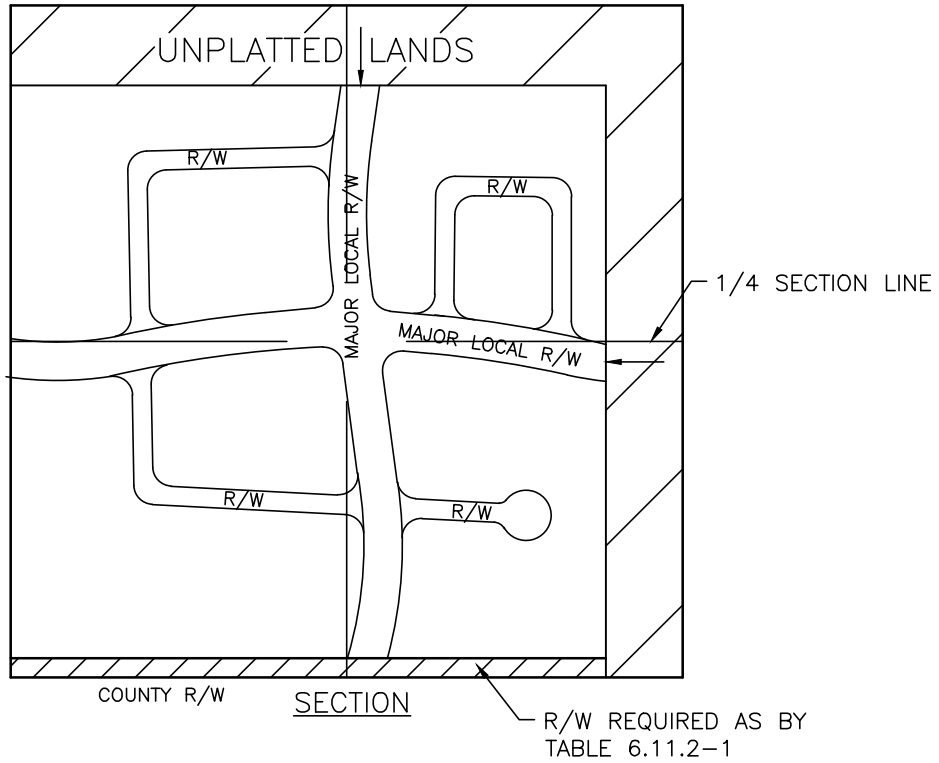 UNPLATTED LANDS
R/W
R/W
MAJOR LOCAL R/W
1/4 SECTION LINE
MAJOR LOCAL R/W
R/W
R/W
COUNTY R/W
SECTION
R/W REQUIRED AS BY
TABLE 6.11.2-1